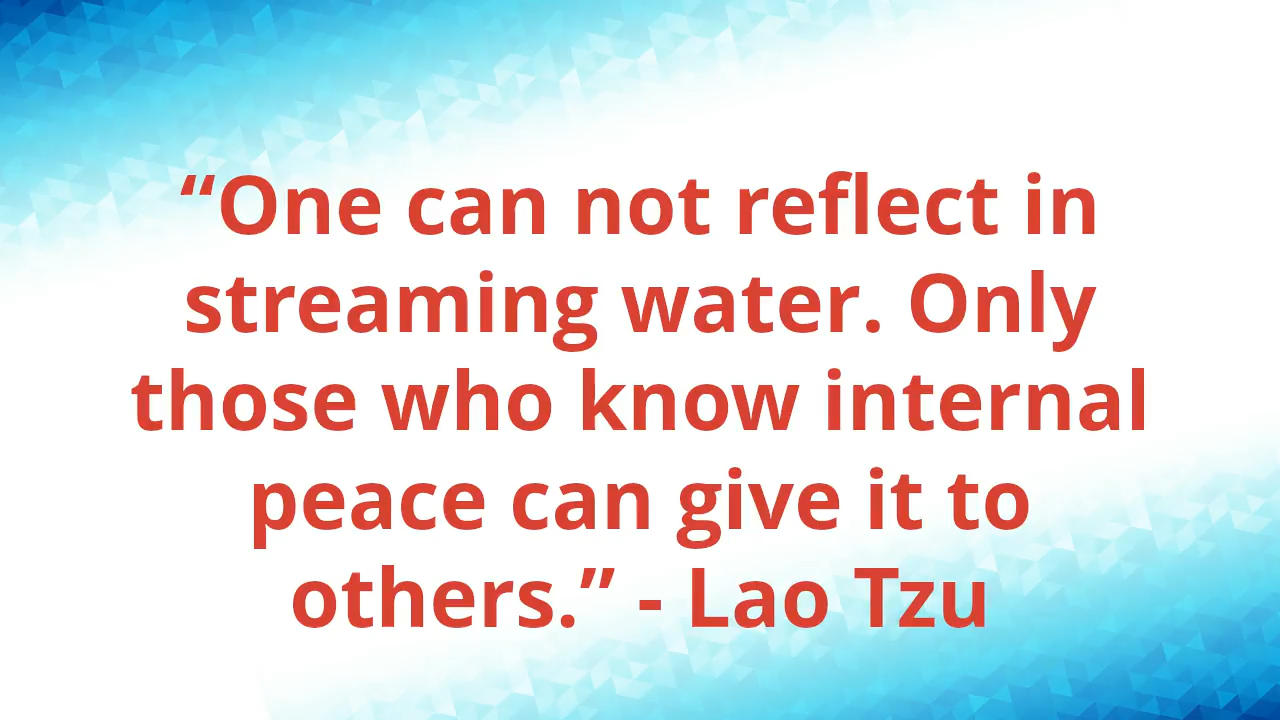 “One can not reflect in
streaming water. Only
those who know internal
peace can give it to
others.” - Lao Tzu